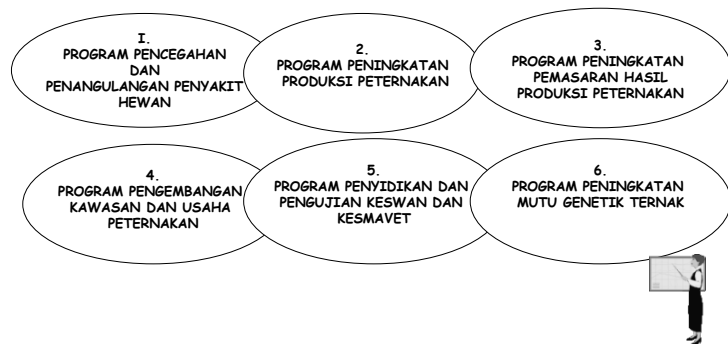 I.
PROGRAM PENCEGAHAN
DAN
PENANGULANGAN PENYAKIT
HEWAN
2.
PROGRAM PENINGKATAN
PRODUKSI PETERNAKAN
3.
PROGRAM PENINGKATAN
PEMASARAN HASIL
PRODUKSI PETERNAKAN
4.
PROGRAM PENGEMBANGAN
KAWASAN DAN USAHA
PETERNAKAN
5.
PROGRAM PENYIDIKAN DAN
PENGUJIAN KESWAN DAN
KESMAVET
6.
PROGRAM PENINGKATAN
MUTU GENETIK TERNAK